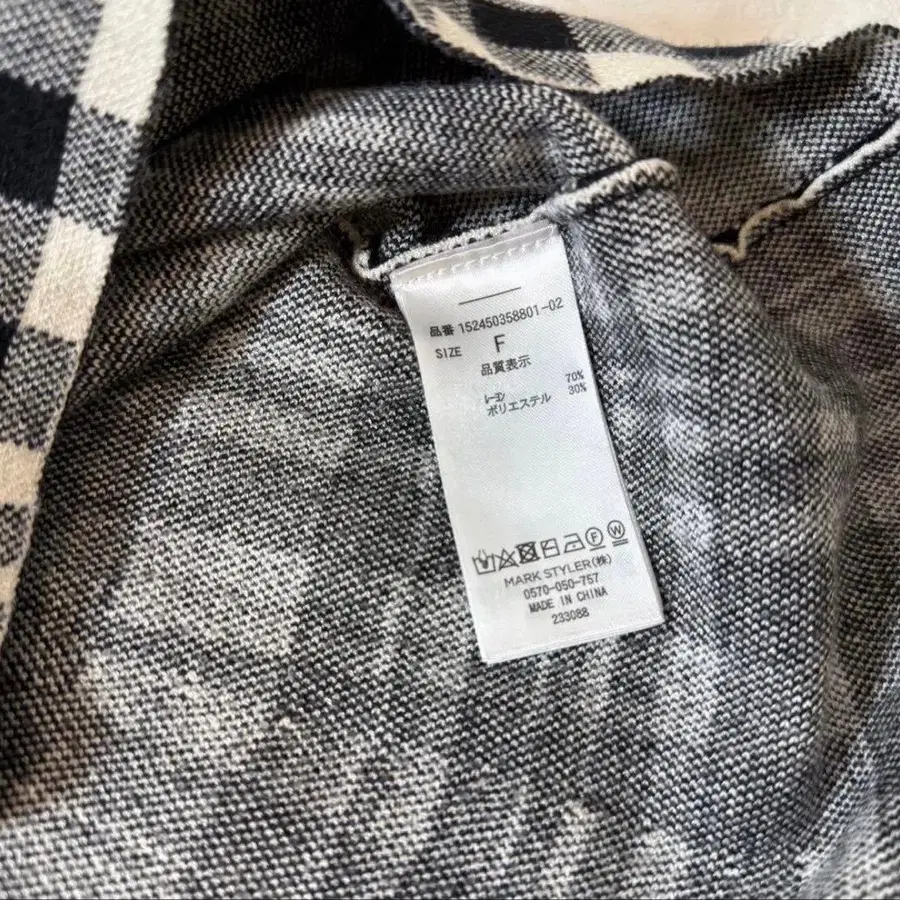 品番 152450358801-02
SIZE F
品質表示
レーヨン 70%
ポリエステル 30%
F W
MARK STYLER(株)
0570-050-757
MADE IN CHINA
233088